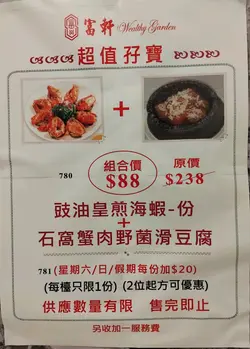 富軒 Wealthy Garden
超值孖寶
+
780
組合價
$88
原價
$238
豉油皇煎海蝦-份
+
石窩蟹肉野菌滑豆腐
781 (星期六/日/假期每份加$20)
(每檯只限1份) (2位起方可優惠)
供應數量有限 售完即止
另收加一服務費